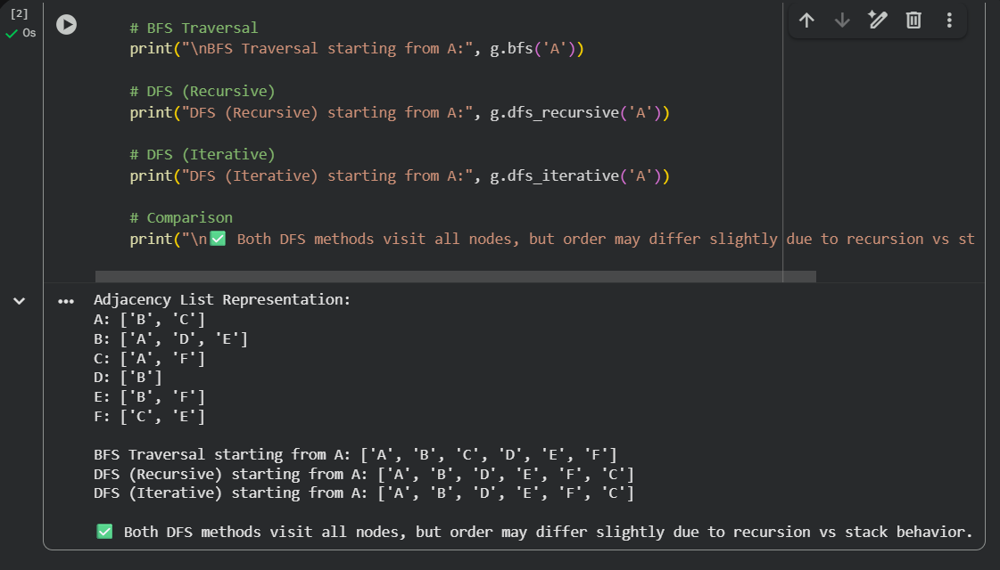 [2]
0s
# BFS Traversal
print("\nBFS Traversal starting from A:", g.bfs('A'))
# DFS (Recursive)
print("DFS (Recursive) starting from A:", g.dfs_recursive('A'))
# DFS (Iterative)
print("DFS (Iterative) starting from A:", g.dfs_iterative('A'))
# Comparison
print("\n✅ Both DFS methods visit all nodes, but order may differ slightly due to recursion vs st
Adjacency List Representation:
A: ['B', 'C']
B: ['A', 'D', 'E']
C: ['A', 'F']
D: ['B']
E: ['B', 'F']
F: ['C', 'E']
BFS Traversal starting from A: ['A', 'B', 'C', 'D', 'E', 'F']
DFS (Recursive) starting from A: ['A', 'B', 'D', 'E', 'F', 'C']
DFS (Iterative) starting from A: ['A', 'B', 'D', 'E', 'F', 'C']
✅ Both DFS methods visit all nodes, but order may differ slightly due to recursion vs stack behavior.